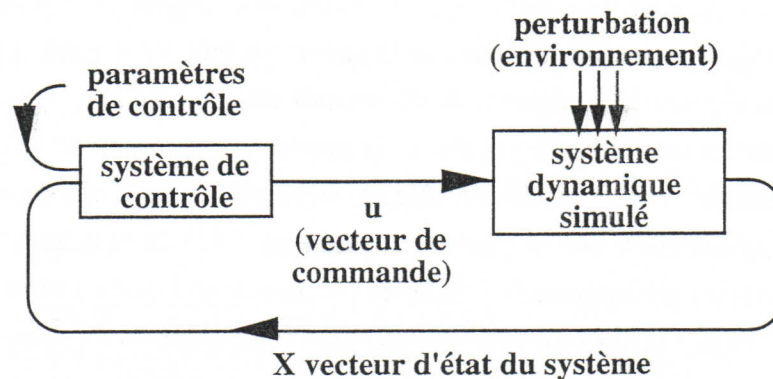 perturbation
(environnement)
paramètres
de contrôle
système de
contrôle
système
dynamique
simulé
u
(vecteur de
commande)
X vecteur d'état du système